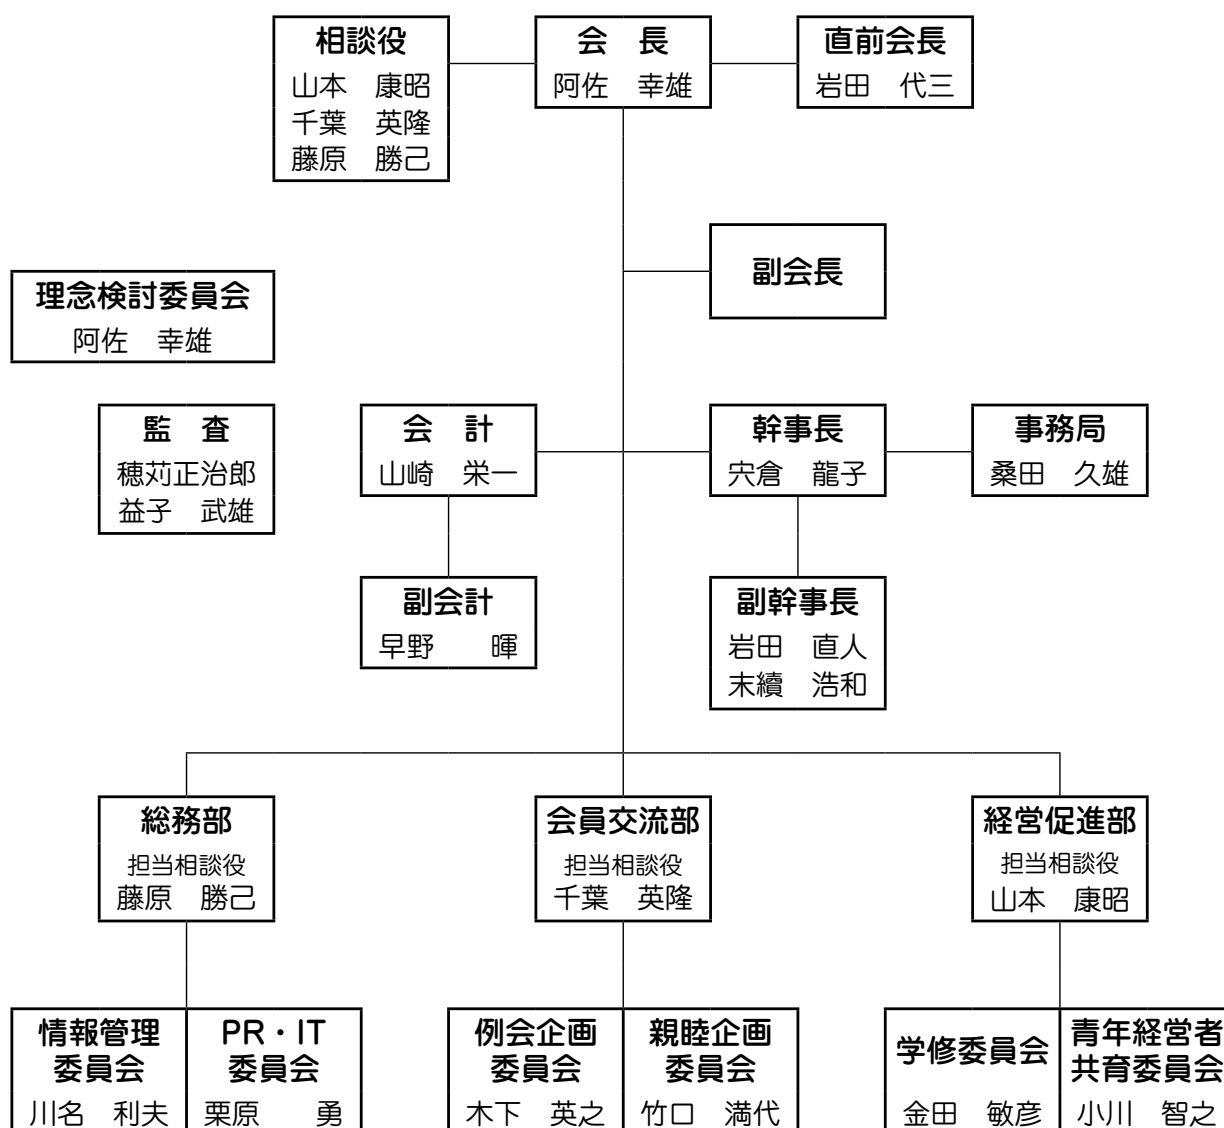 相談役
山本　康昭
千葉　英隆
藤原　勝己
会　長
阿佐　幸雄
直前会長
岩田　代三
副会長
理念検討委員会
阿佐　幸雄
監　査
穂苅正治郎
益子　武雄
会　計
山崎　栄一
幹事長
宍倉　龍子
事務局
桑田　久雄
副会計
早野　　暉
副幹事長
岩田　直人
末續　浩和
総務部
担当相談役
藤原　勝己
会員交流部
担当相談役
千葉　英隆
経営促進部
担当相談役
山本　康昭
情報管理
委員会
川名　利夫
PR・IT
委員会
栗原　　勇
例会企画
委員会
木下　英之
親睦企画
委員会
竹口　満代
学修委員会
金田　敏彦
青年経営者
共育委員会
小川　智之